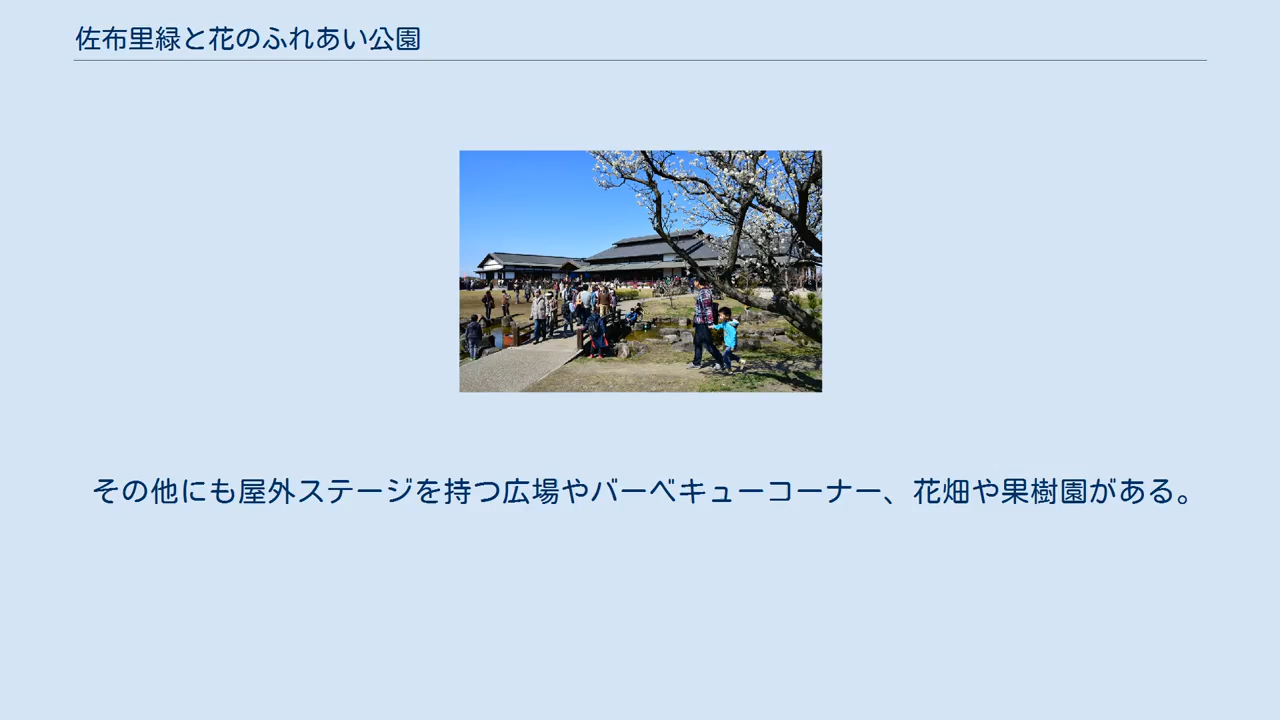 佐布里緑と花のふれあい公園
その他にも屋外ステージを持つ広場やバーベキューコーナー、花畑や果樹園がある。